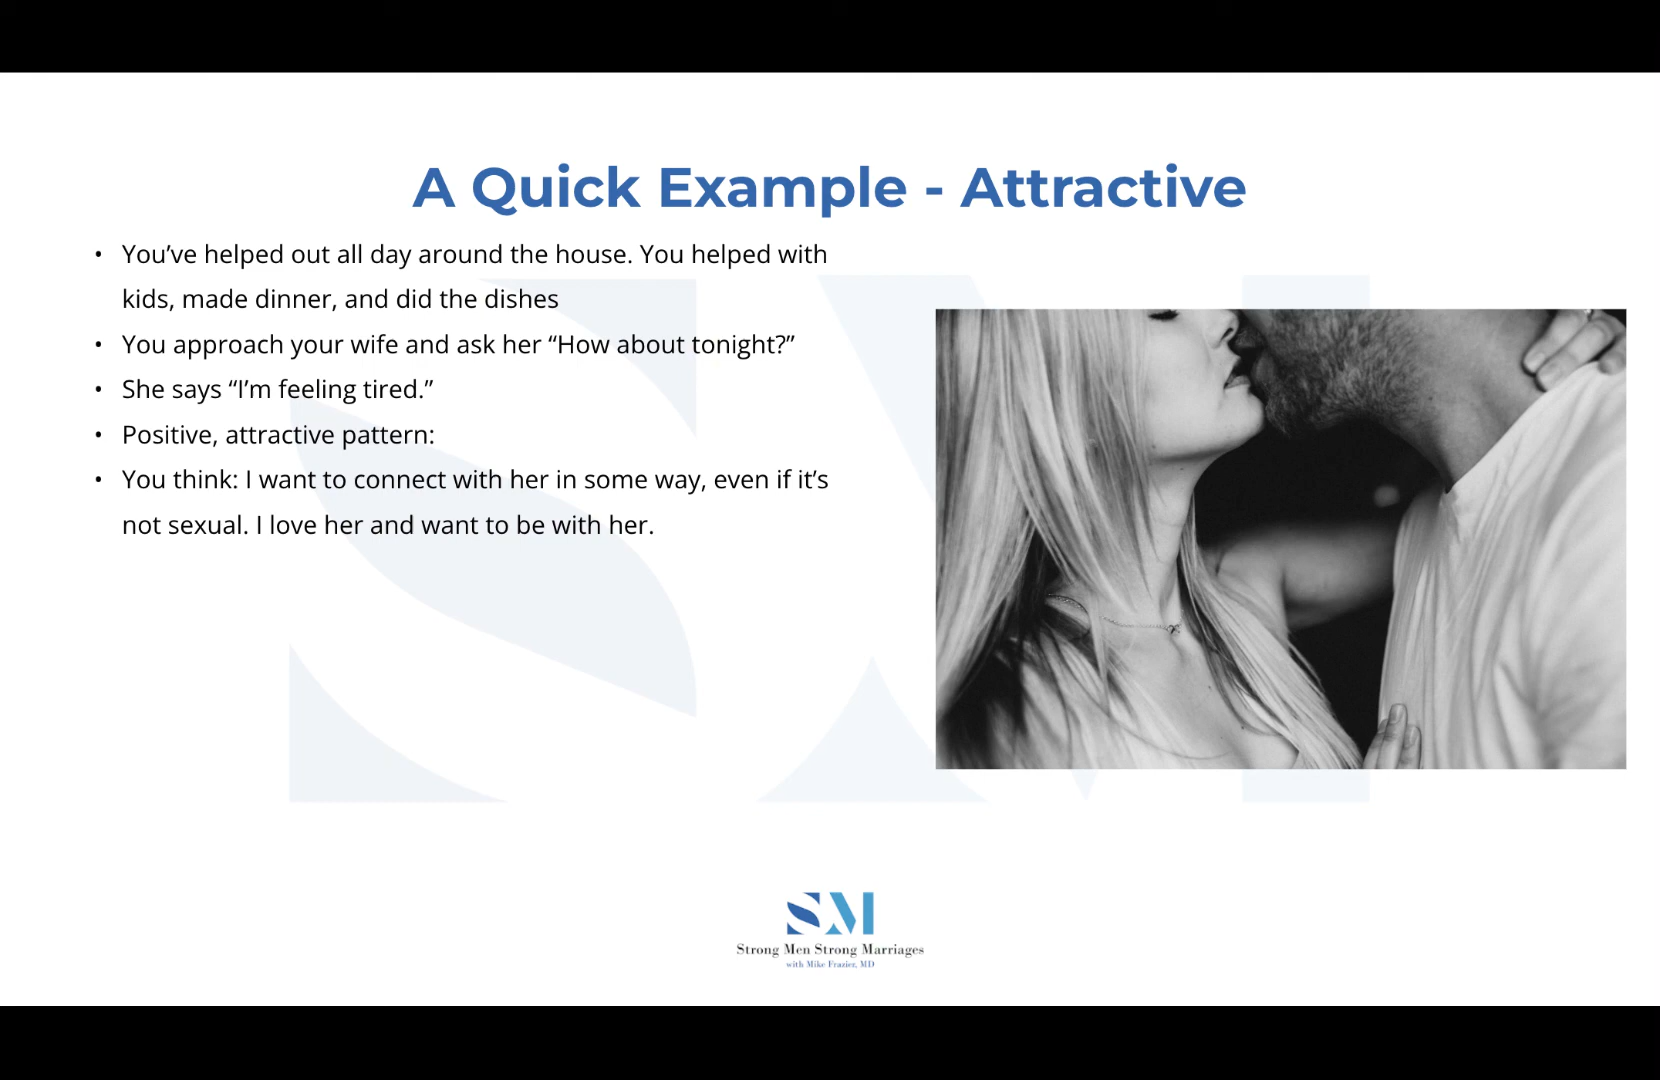 A Quick Example - Attractive
• You’ve helped out all day around the house. You helped with
kids, made dinner, and did the dishes
• You approach your wife and ask her “How about tonight?”
• She says “I’m feeling tired.”
• Positive, attractive pattern:
• You think: I want to connect with her in some way, even if it’s
not sexual. I love her and want to be with her.
SM
Strong Men Strong Marriages
with Mike Frazier, MD